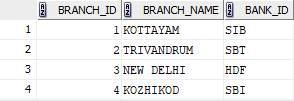 BRANCH_ID BRANCH_NAME BANK_ID
1 1 KOTTAYAM SIB
2 2 TRIVANDRUM SBT
3 3 NEW DELHI HDF
4 4 KOZHIKOD SBI